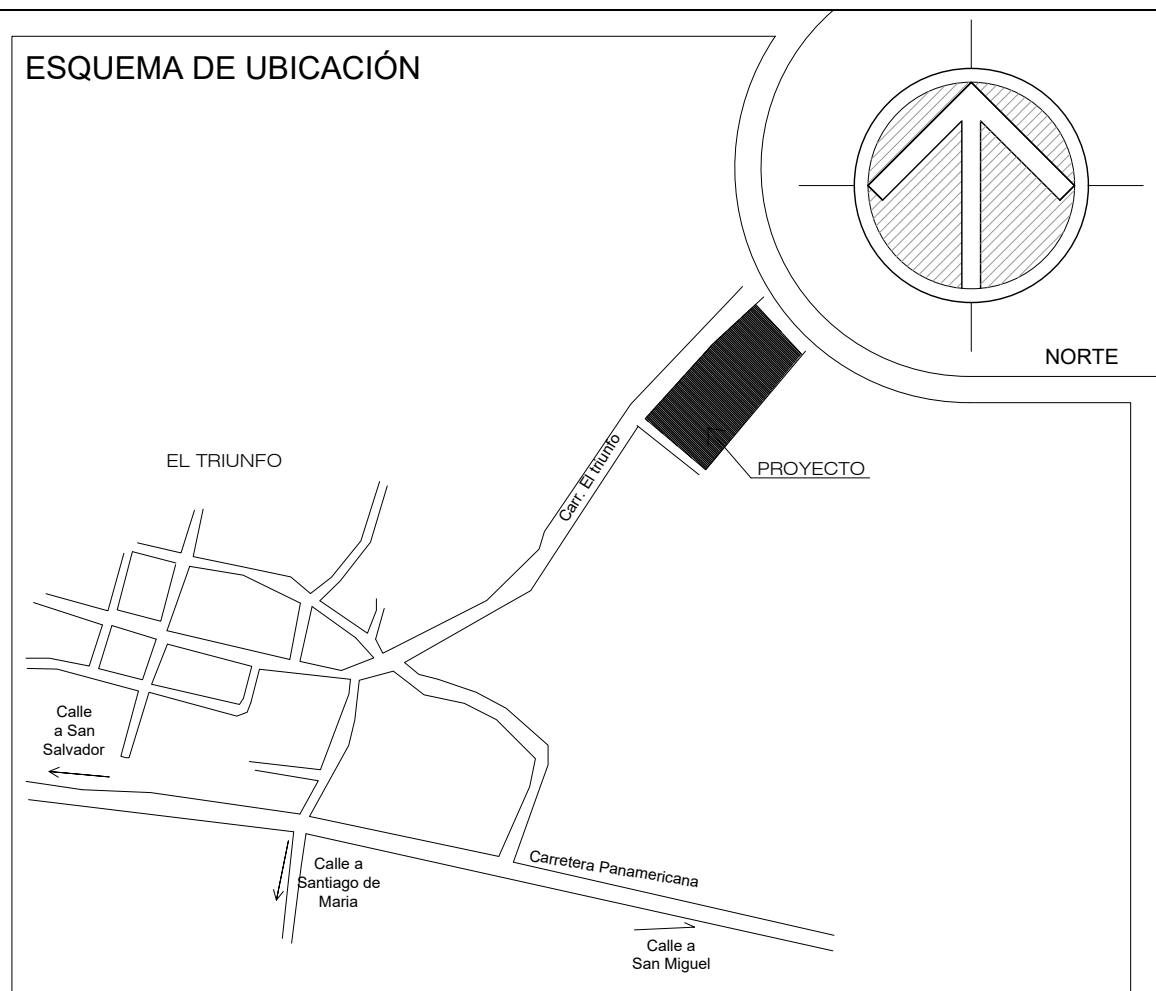 ESQUEMA DE UBICACIÓN
NORTE
EL TRIUNFO
Carr. El triunfo
PROYECTO
Calle
a San
Salvador
Calle a
Santiago de
Maria
Carretera Panamericana
Calle a
San Miguel